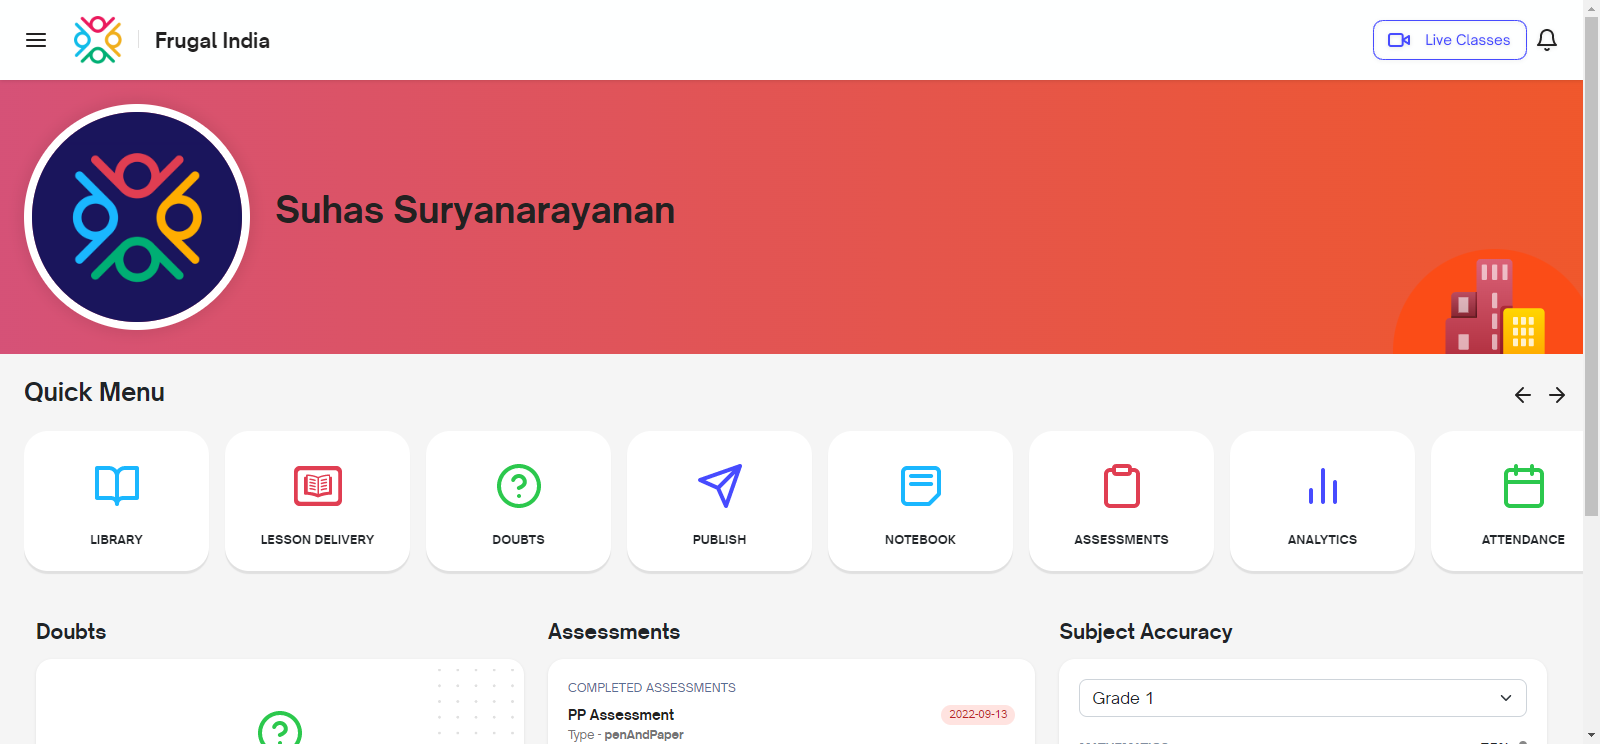 Frugal India
Live Classes
Suhas Suryanarayanan
Quick Menu
LIBRARY
LESSON DELIVERY
DOUBTS
PUBLISH
NOTEBOOK
ASSESSMENTS
ANALYTICS
ATTENDANCE
Doubts
Assessments
Subject Accuracy
COMPLETED ASSESSMENTS
PP Assessment
2022-09-13
Type - penAndPaper
Grade 1